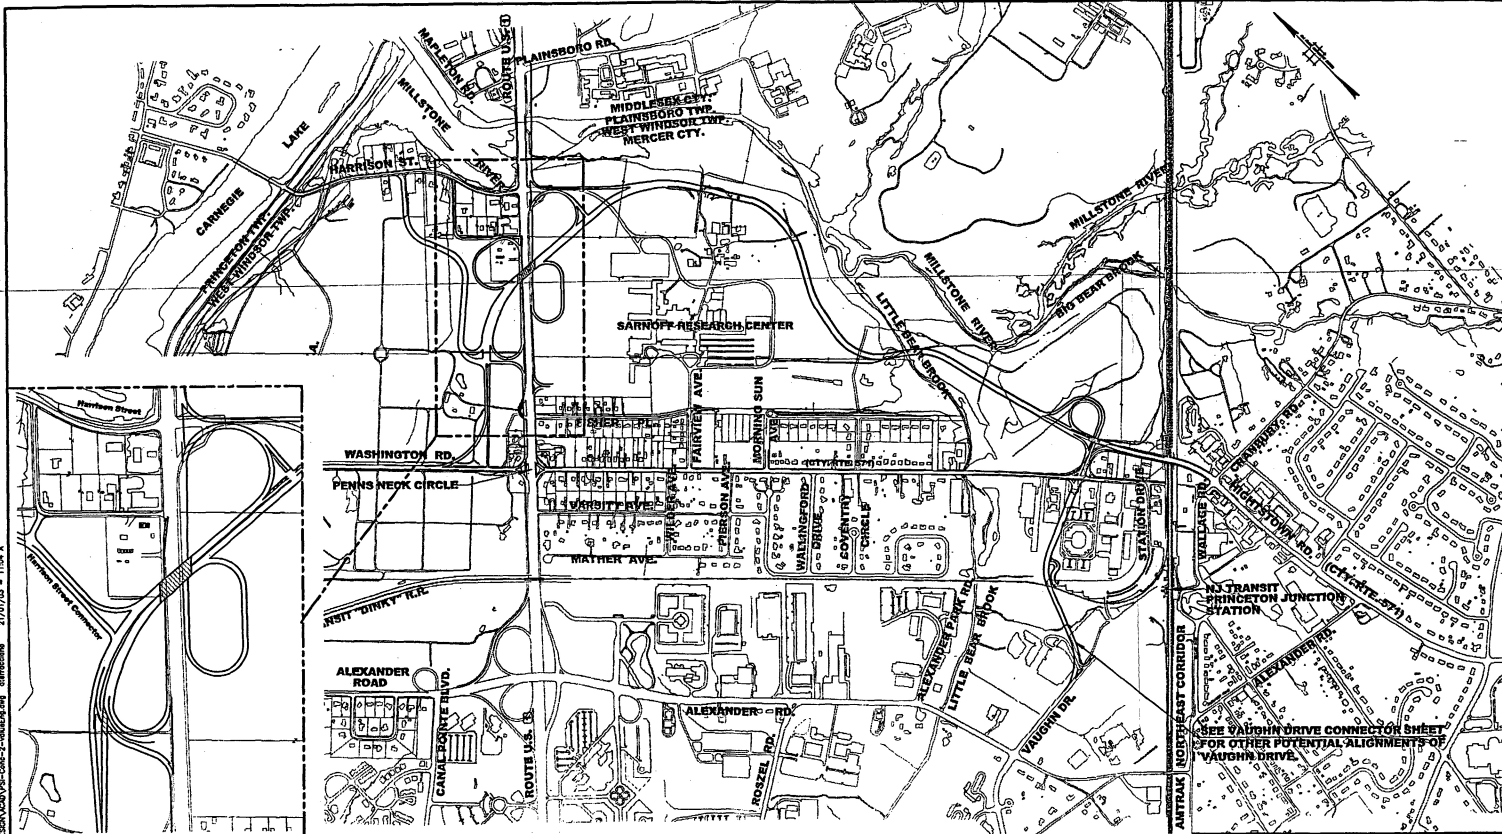 MAPLETON RD.
ROUTE U.S. 1
PLAINSBORO RD.
MILLSTONE
RIVER
MIDDLESEX CTY.
PLAINSBORO TWP.
WEST WINDSOR TWP.
MERCER CTY.
LAKE
CARNEGIE
HARRISON ST.
PRINCETON TWP.
WEST WINDSOR TWP.
MILLSTONE RIVER
MILLSTONE RIVER
BIG BEAR BROOK
LITTLE BEAR BROOK
SARNOFF RESEARCH CENTER
FISHER PL.
FAIRVIEW AVE.
MORNING SUN
AVE.
Harrison Street
Harrison Street Connector
WASHINGTON RD.
PENNS NECK CIRCLE
(CTY. RTE. 571)
VARSITY AVE.
WILDER AVE.
PIERSON AVE.
WALLINGFORD
DRIVE
COVENTRY
CIRCLE
MATHER AVE.
STATION DRIVE
WALLACE RD.
CRANBURY RD.
HIGHTSTOWN RD.
(CTY. RTE. 571)
NJ TRANSIT
PRINCETON JUNCTION
STATION
"DINKY" R.R.
ALEXANDER
ROAD
CANAL POINTE BLVD.
ROUTE U.S. 1
ALEXANDER RD.
ROSZEL RD.
ALEXANDER PARK RD.
LITTLE BEAR BROOK
VAUGHN DR.
AMTRAK NORTHEAST CORRIDOR
ALEXANDER RD.
SEE VAUGHN DRIVE CONNECTOR SHEET
FOR OTHER POTENTIAL ALIGNMENTS OF
VAUGHN DRIVE.